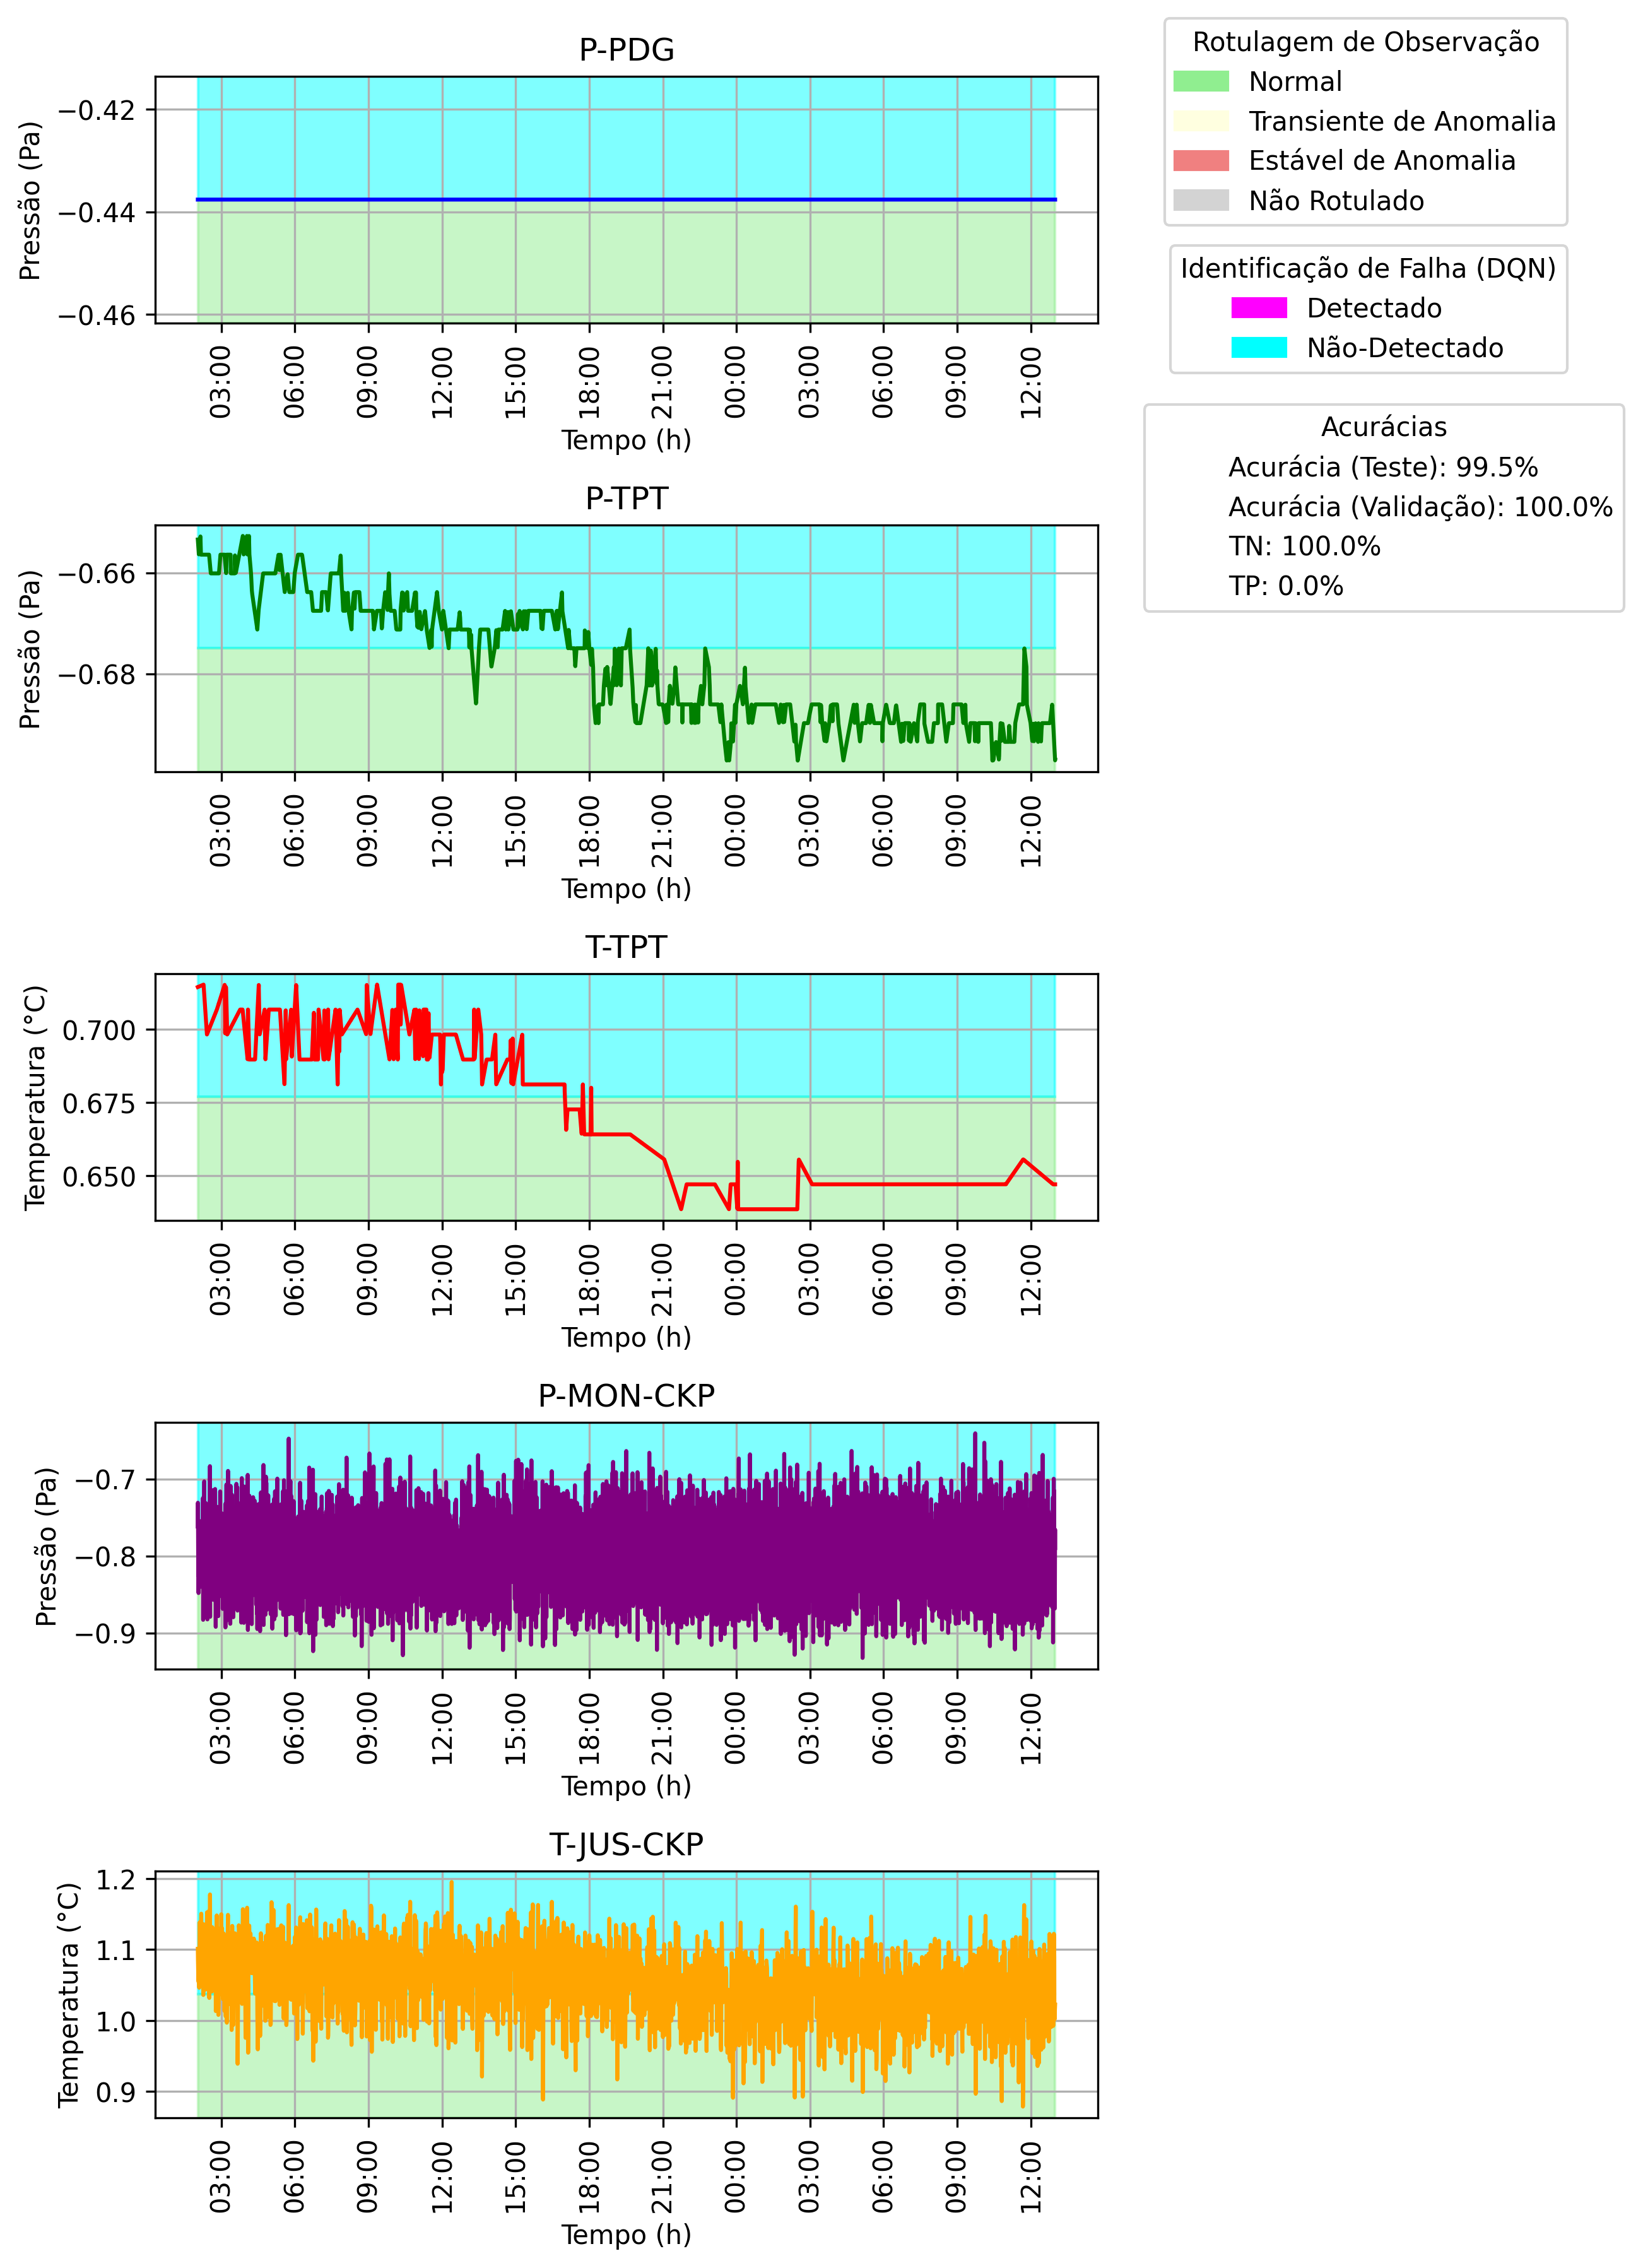 P-PDG
−0.42
−0.44
−0.46
Pressão (Pa)
03:00 06:00 09:00 12:00 15:00 18:00 21:00 00:00 03:00 06:00 09:00 12:00
Tempo (h)
Rotulagem de Observação
Normal
Transiente de Anomalia
Estável de Anomalia
Não Rotulado
Identificação de Falha (DQN)
Detectado
Não-Detectado
Acurácias
Acurácia (Teste): 99.5%
Acurácia (Validação): 100.0%
TN: 100.0%
TP: 0.0%
P-TPT
−0.66
−0.68
Pressão (Pa)
03:00 06:00 09:00 12:00 15:00 18:00 21:00 00:00 03:00 06:00 09:00 12:00
Tempo (h)
T-TPT
0.700
0.675
0.650
Temperatura (°C)
03:00 06:00 09:00 12:00 15:00 18:00 21:00 00:00 03:00 06:00 09:00 12:00
Tempo (h)
P-MON-CKP
−0.7
−0.8
−0.9
Pressão (Pa)
03:00 06:00 09:00 12:00 15:00 18:00 21:00 00:00 03:00 06:00 09:00 12:00
Tempo (h)
T-JUS-CKP
1.2
1.1
1.0
0.9
Temperatura (°C)
03:00 06:00 09:00 12:00 15:00 18:00 21:00 00:00 03:00 06:00 09:00 12:00
Tempo (h)